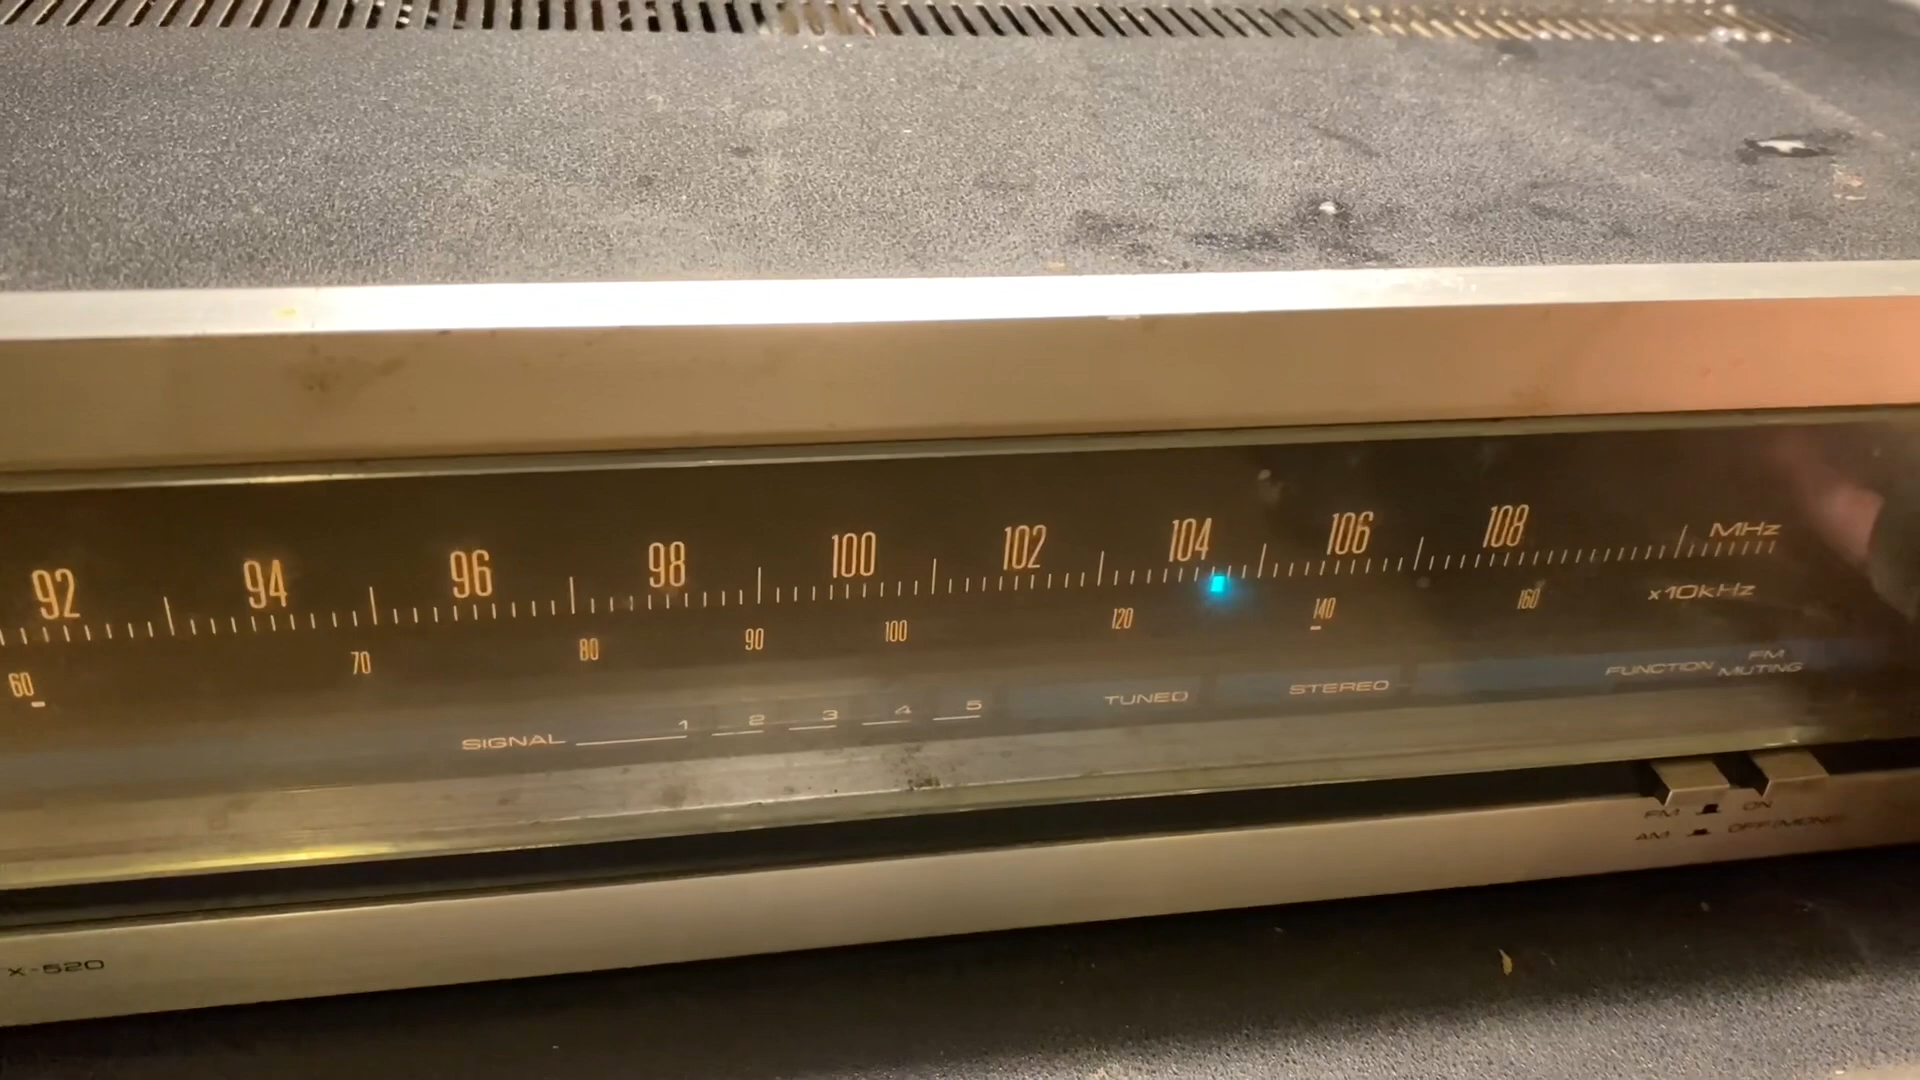 92 94 96 98 100 102 104 106 108 MHz
60 70 80 90 100 120 140 160 x10kHz
SIGNAL 1 2 3 4 5 TUNED STEREO FUNCTION FM MUTING
FM ON
AM OFF(MONO)
X-520